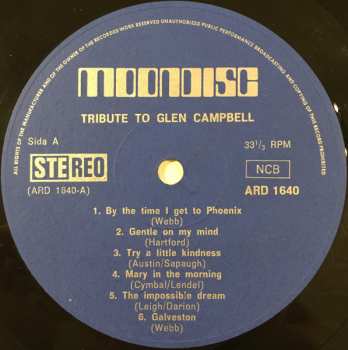 ALL RIGHTS OF THE MANUFACTURER AND OF THE OWNER OF THE RECORDED WORK RESERVED UNAUTHORIZED PUBLIC PERFORMANCE BROADCASTING AND COPYING OF THIS RECORD PROHIBITED
MOONDISC
TRIBUTE TO GLEN CAMPBELL
Sida A
33 1/3 RPM
STEREO
NCB
(ARD 1640-A)
ARD 1640
1. By the time I get to Phoenix
(Webb)
2. Gentle on my mind
(Hartford)
3. Try a little kindness
(Austin/Sapaugh)
4. Mary in the morning
(Cymbal/Lendel)
5. The impossible dream
(Leigh/Darion)
6. Galveston
(Webb)